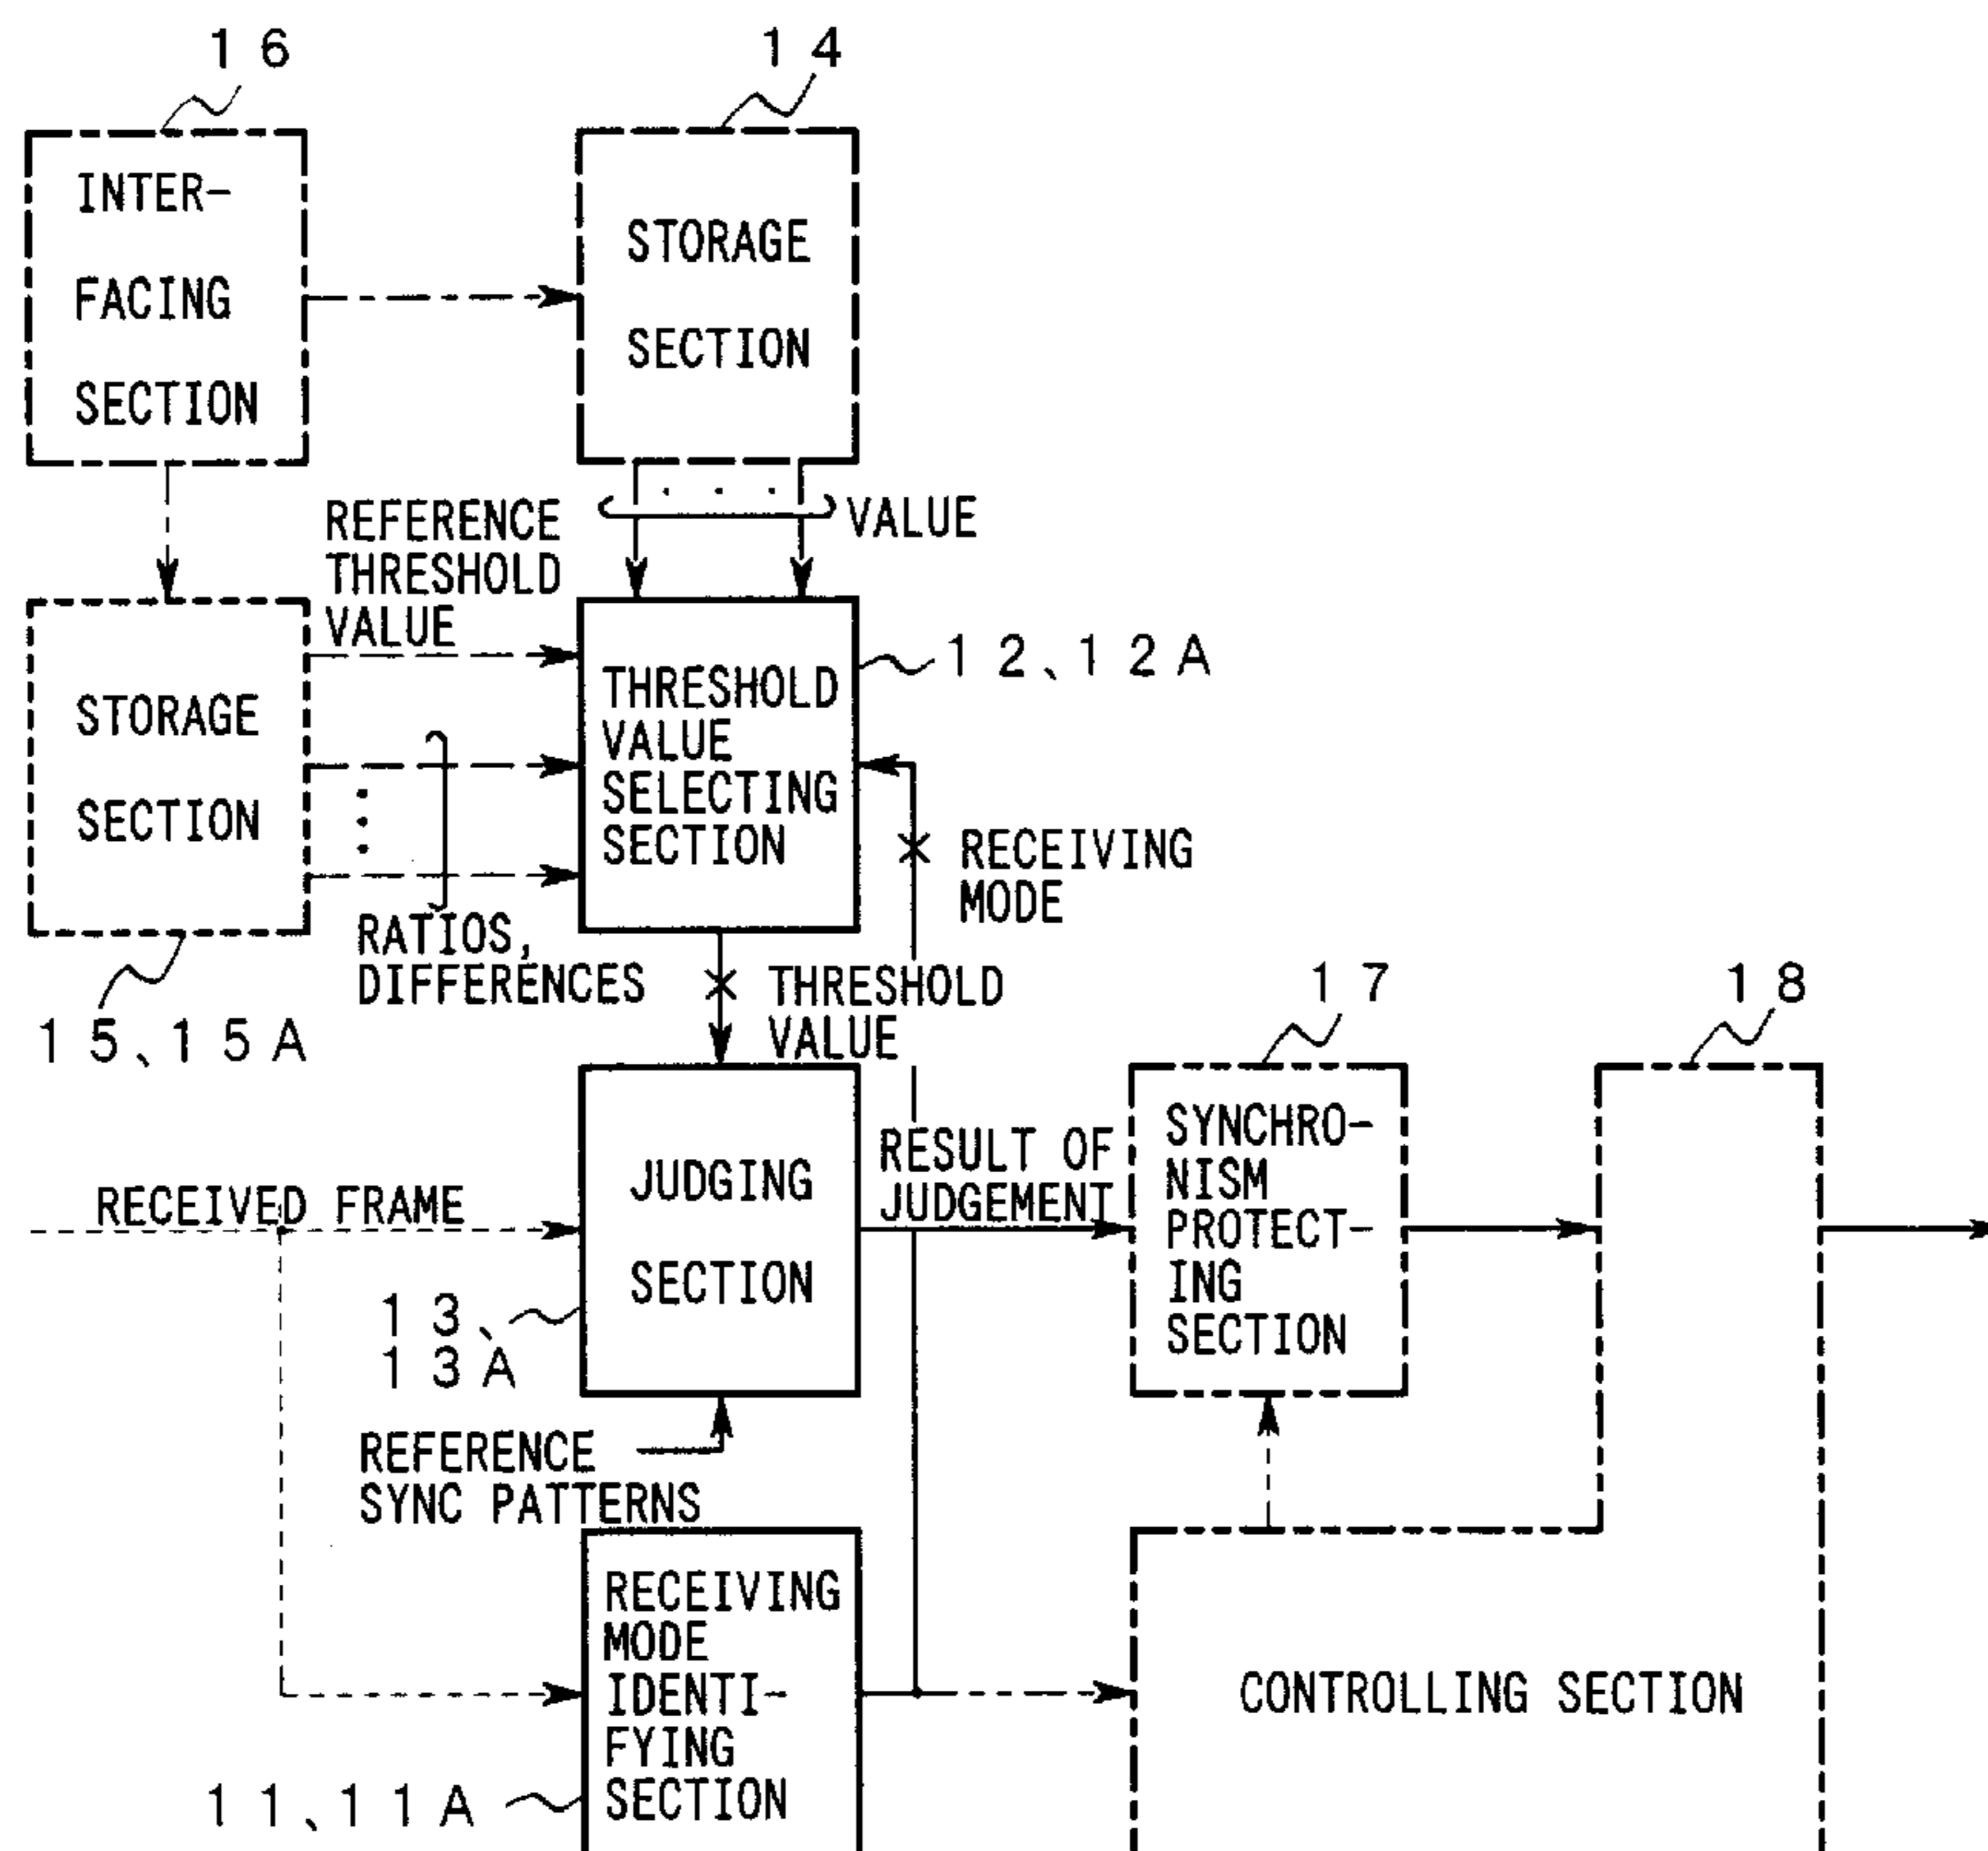 16
14
INTER-
FACING
SECTION
STORAGE
SECTION
REFERENCE
THRESHOLD
VALUE
VALUE
STORAGE
SECTION
THRESHOLD
VALUE
SELECTING
SECTION
12、12A
RECEIVING
MODE
RATIOS,
DIFFERENCES
15、15A
THRESHOLD
VALUE
17
18
RECEIVED FRAME
JUDGING
SECTION
RESULT OF
JUDGEMENT
SYNCHRO-
NISM
PROTECT-
ING
SECTION
13、
13A
REFERENCE
SYNC PATTERNS
RECEIVING
MODE
IDENTI-
FYING
SECTION
11、11A
CONTROLLING SECTION